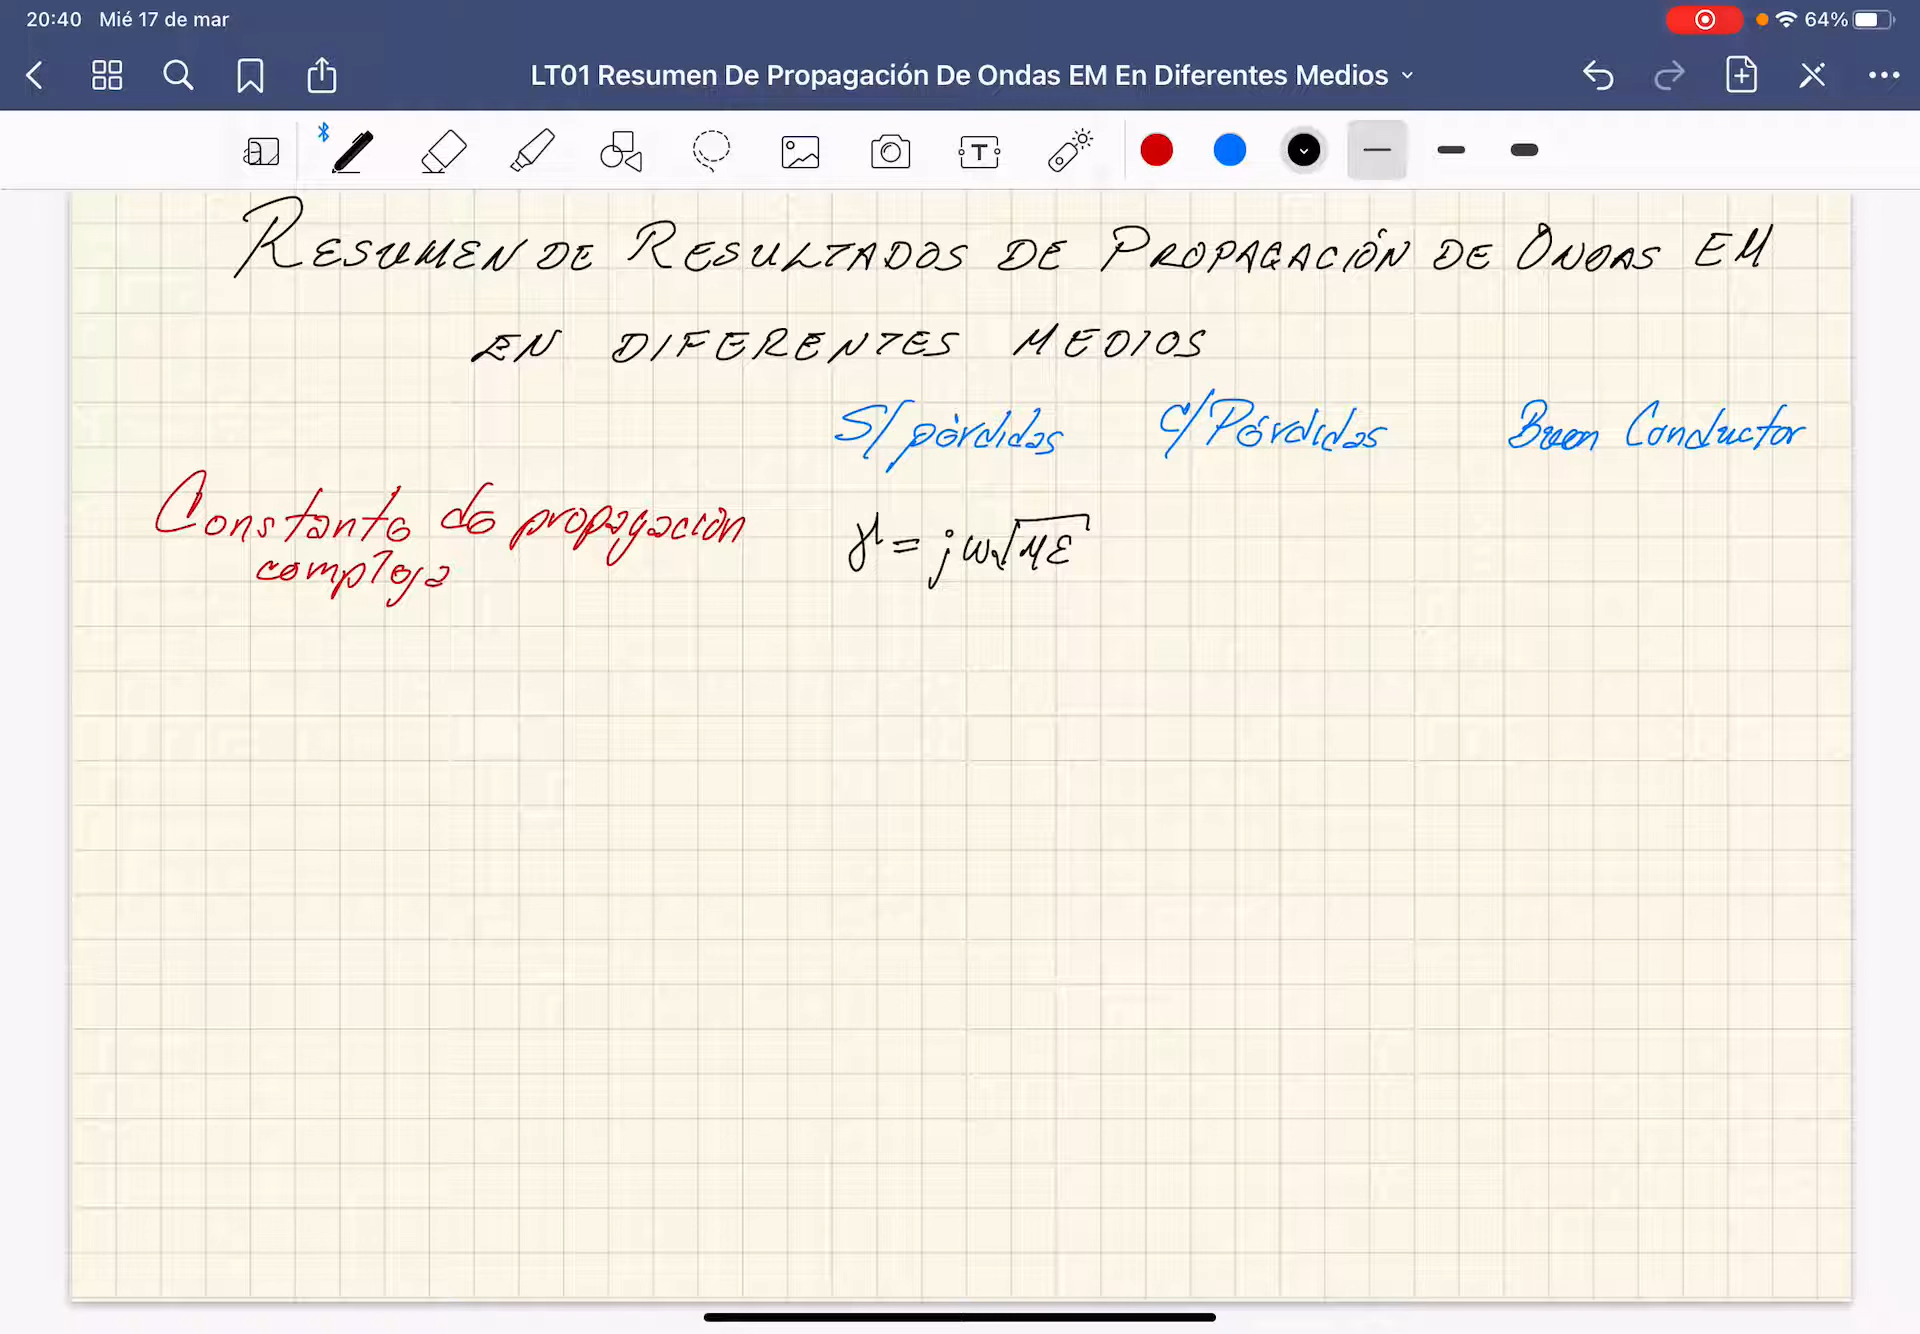 20:40 Mié 17 de mar
64%
LT01 Resumen De Propagación De Ondas EM En Diferentes Medios
T
RESUMEN DE RESULTADOS DE PROPAGACIÓN DE ONDAS EM
EN DIFERENTES MEDIOS
S/pérdidas C/Pérdidas Buen Conductor
Constante de propagación
compleja
γ = jω√με